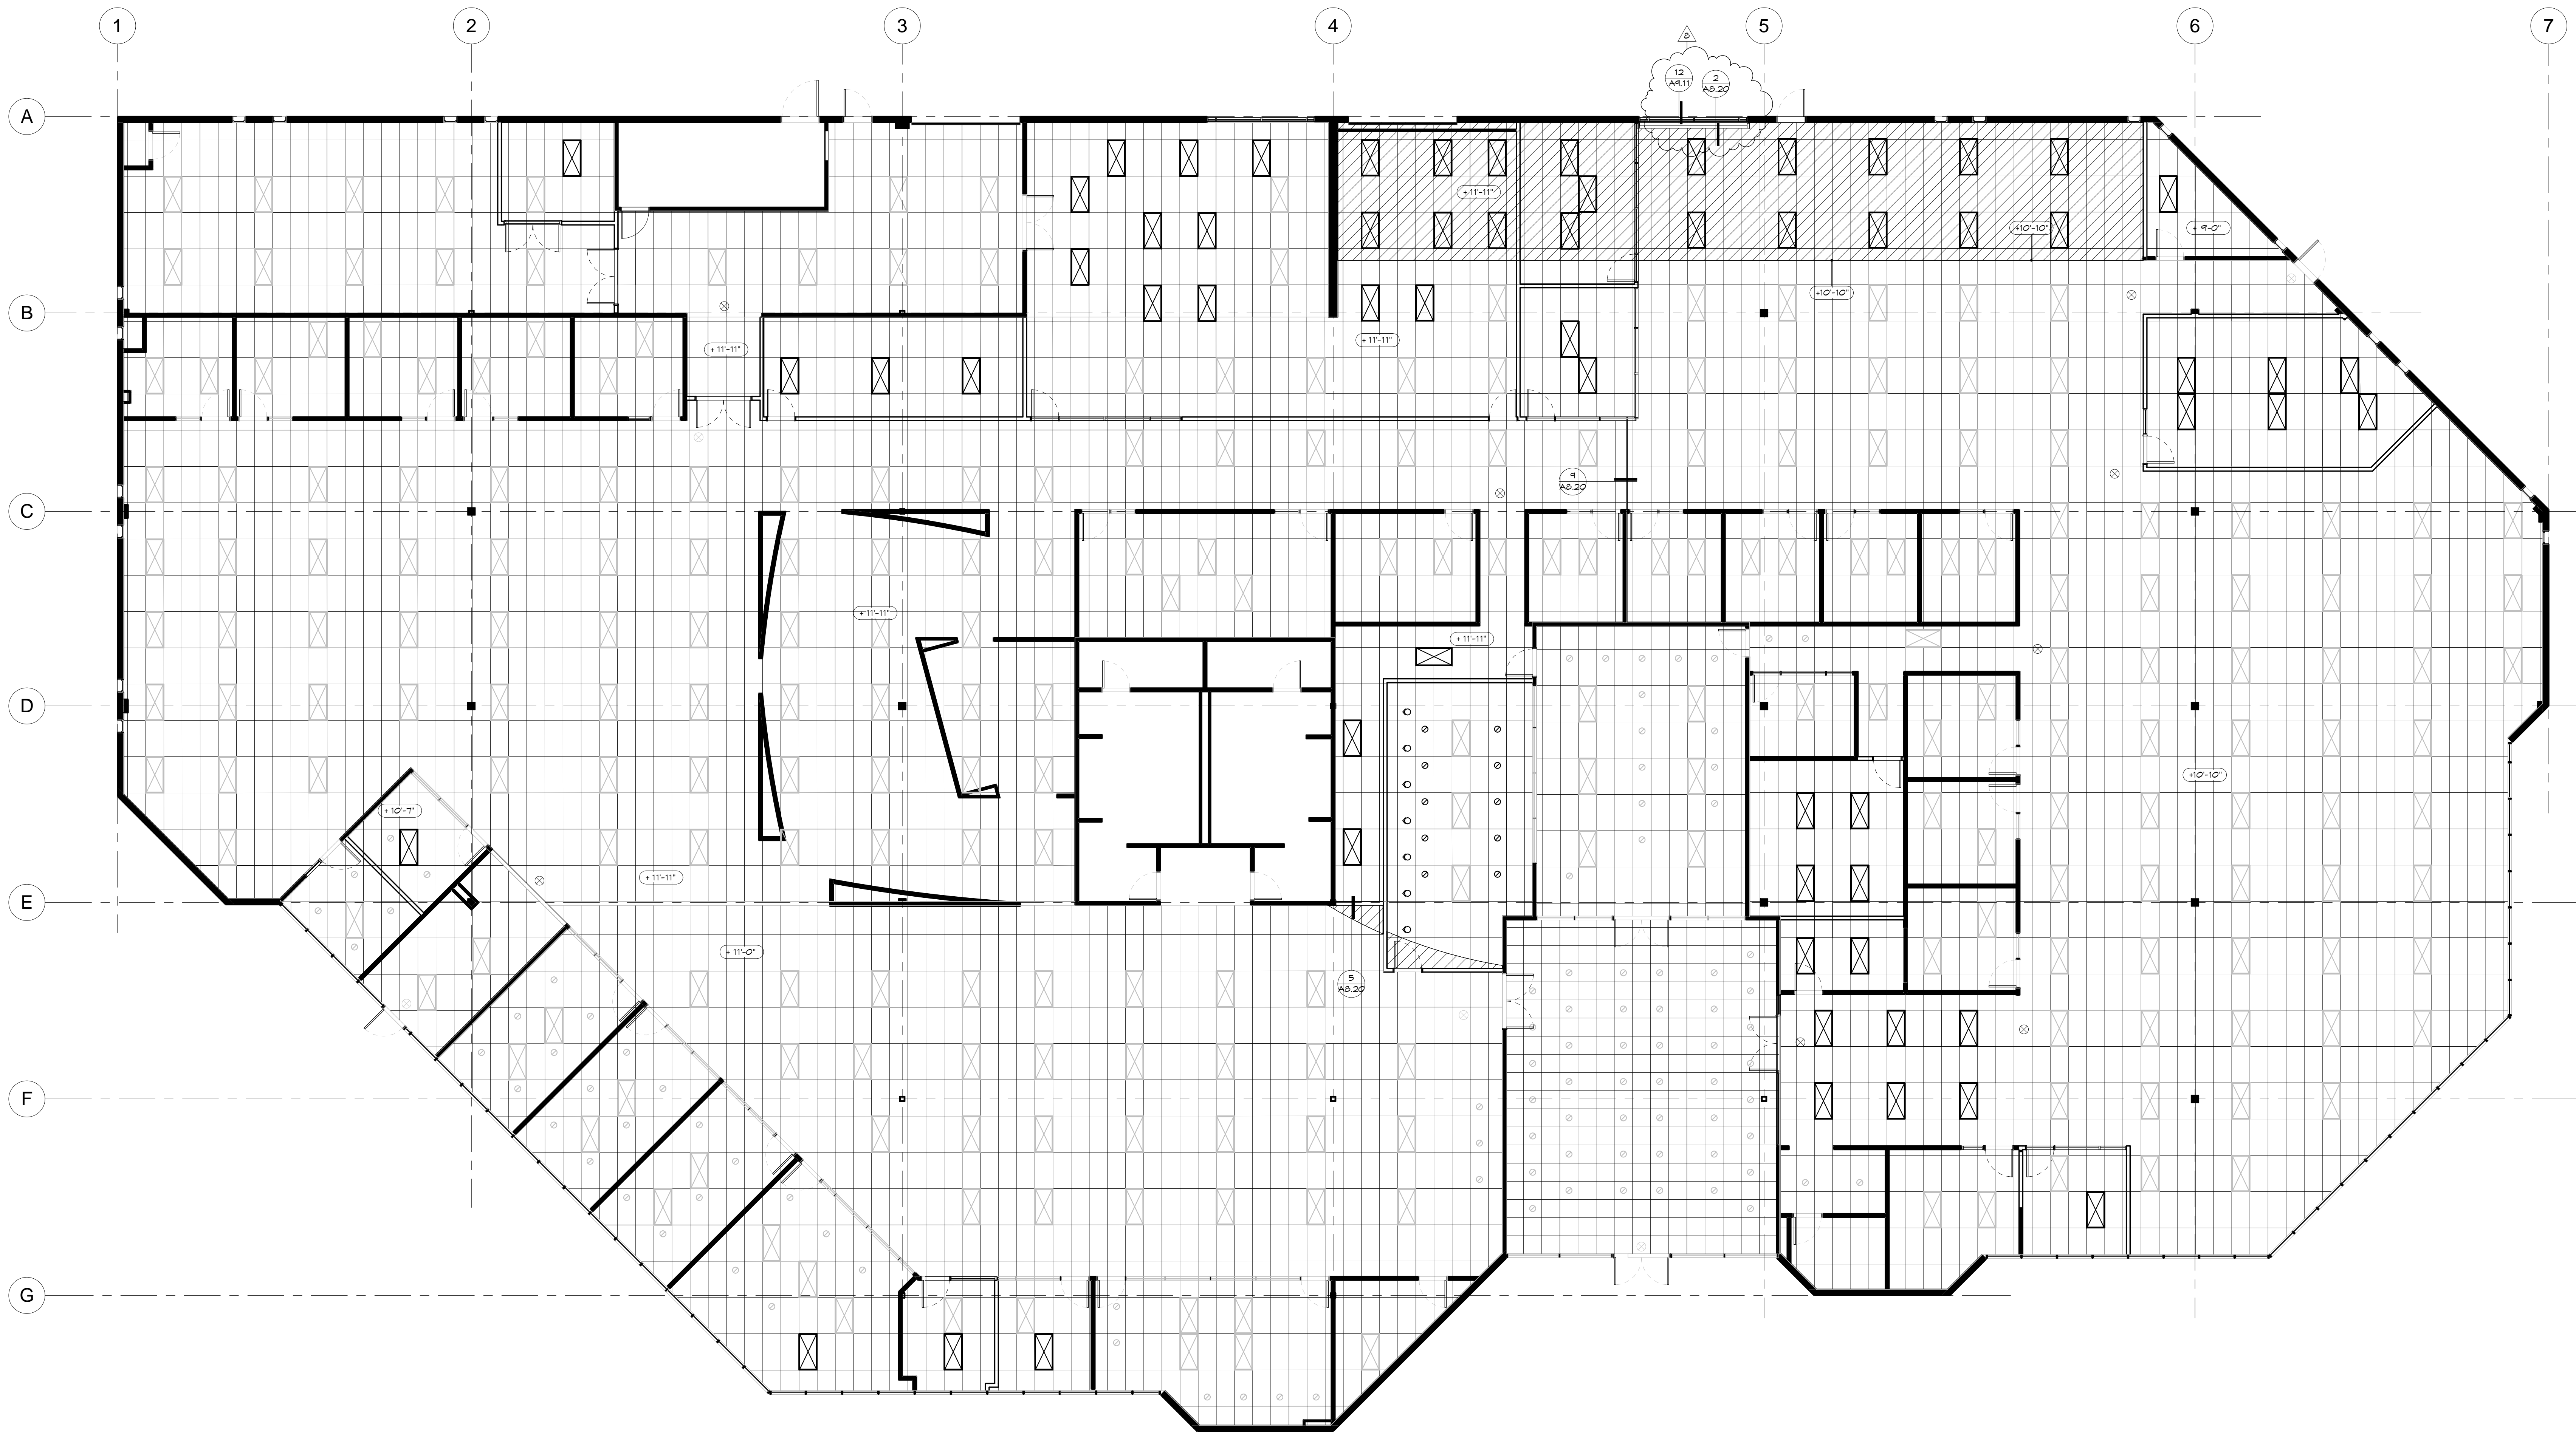 1 2 3 4 5 6 7
8
12 2
A9.11 A8.20
A
+ 11'-11"
+10'-10" + 9'-0"
+10'-10"
B
+ 11'-11" + 11'-11"
9
A8.20
C
+ 11'-11" + 11'-11"
D
+10'-10"
+ 10'-7"
+ 11'-11"
E
+ 11'-0"
5
A8.20
F
G